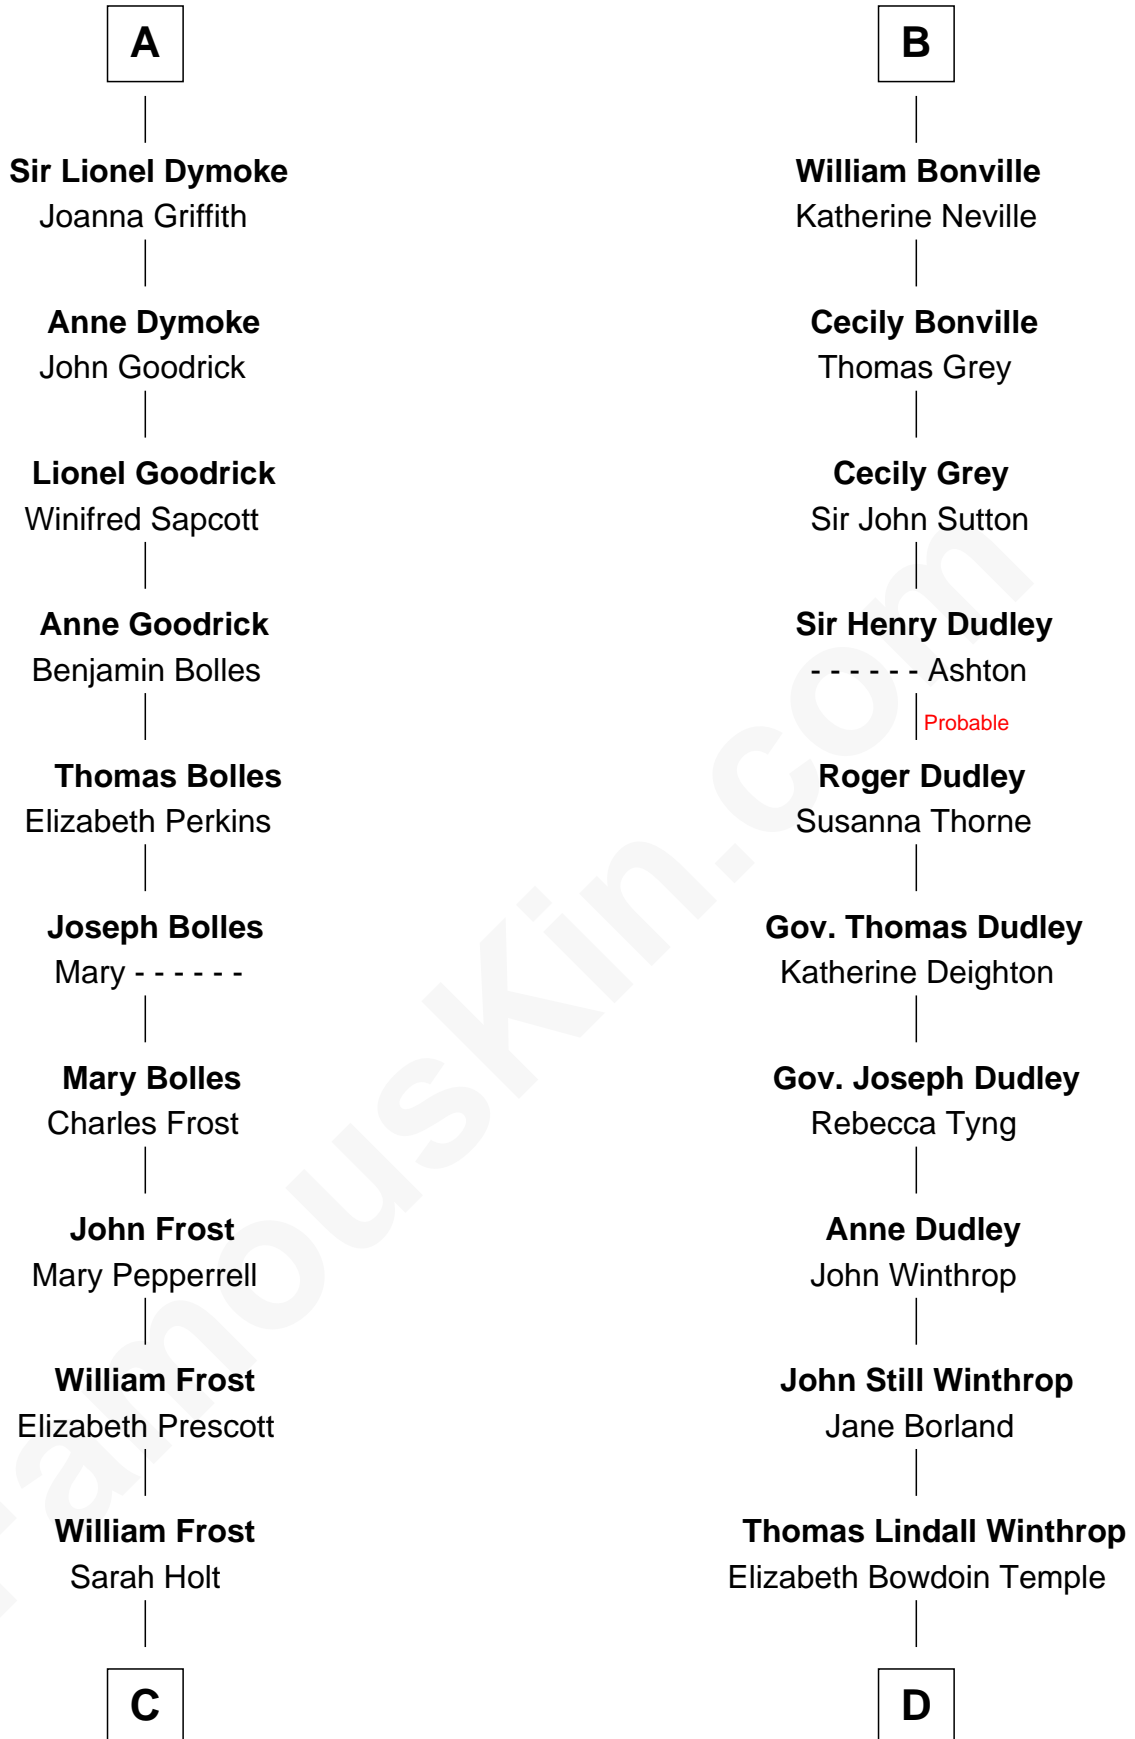 A
Sir Lionel Dymoke
Joanna Griffith
Anne Dymoke
John Goodrick
Lionel Goodrick
Winifred Sapcott
Anne Goodrick
Benjamin Bolles
Thomas Bolles
Elizabeth Perkins
Joseph Bolles
Mary - - - - - -
Mary Bolles
Charles Frost
John Frost
Mary Pepperrell
William Frost
Elizabeth Prescott
William Frost
Sarah Holt
C
B
William Bonville
Katherine Neville
Cecily Bonville
Thomas Grey
Cecily Grey
Sir John Sutton
Sir Henry Dudley
- - - - - - Ashton
Probable
Roger Dudley
Susanna Thorne
Gov. Thomas Dudley
Katherine Deighton
Gov. Joseph Dudley
Rebecca Tyng
Anne Dudley
John Winthrop
John Still Winthrop
Jane Borland
Thomas Lindall Winthrop
Elizabeth Bowdoin Temple
D
FamousKin.com